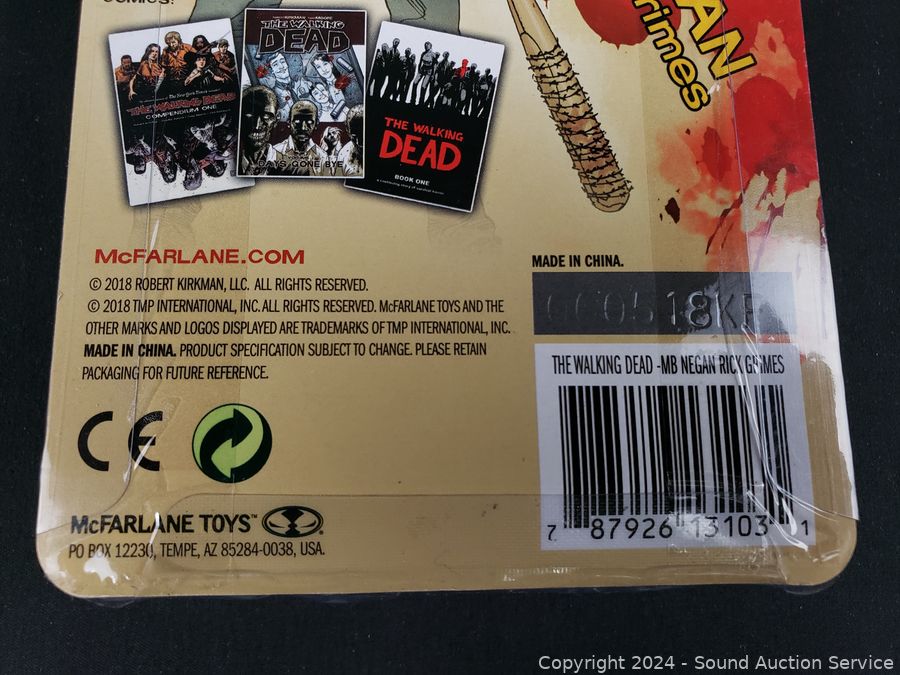 COMICS!
AN
rimes
THE WALKING DEAD
COMPENDIUM ONE
THE WALKING
DEAD
DAYS GONE BYE
THE WALKING
DEAD
BOOK ONE
McFARLANE.COM
© 2018 ROBERT KIRKMAN, LLC. ALL RIGHTS RESERVED.
© 2018 TMP INTERNATIONAL, INC. ALL RIGHTS RESERVED. McFARLANE TOYS AND THE
OTHER MARKS AND LOGOS DISPLAYED ARE TRADEMARKS OF TMP INTERNATIONAL, INC.
MADE IN CHINA. PRODUCT SPECIFICATION SUBJECT TO CHANGE. PLEASE RETAIN
PACKAGING FOR FUTURE REFERENCE.
CE
McFARLANE TOYS™
PO BOX 12230, TEMPE, AZ 85284-0038, USA.
MADE IN CHINA.
THE WALKING DEAD -MB NEGAN RICK GRIMES
7 87926 13103 1
Copyright 2024 - Sound Auction Service